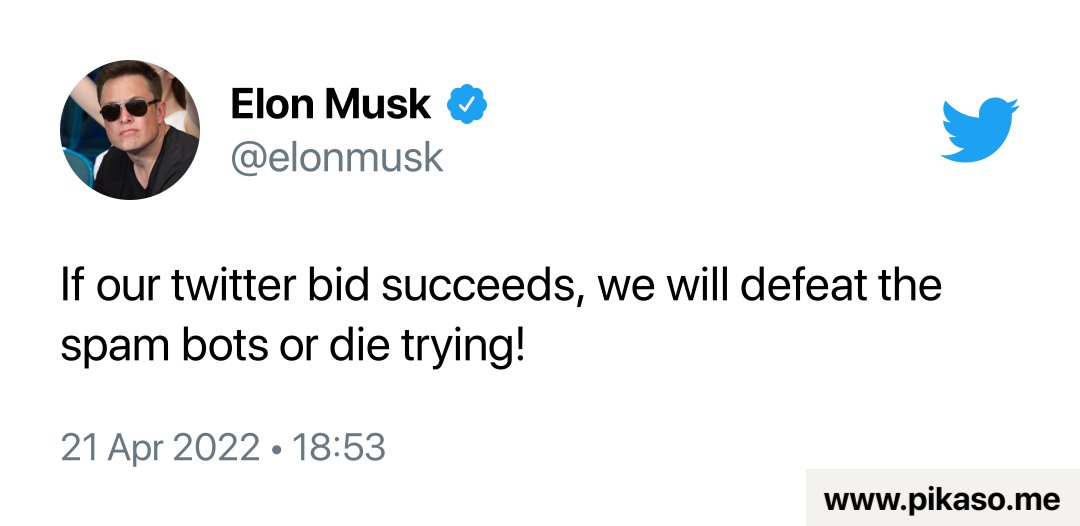 Elon Musk
@elonmusk
If our twitter bid succeeds, we will defeat the
spam bots or die trying!
21 Apr 2022 • 18:53
www.pikaso.me